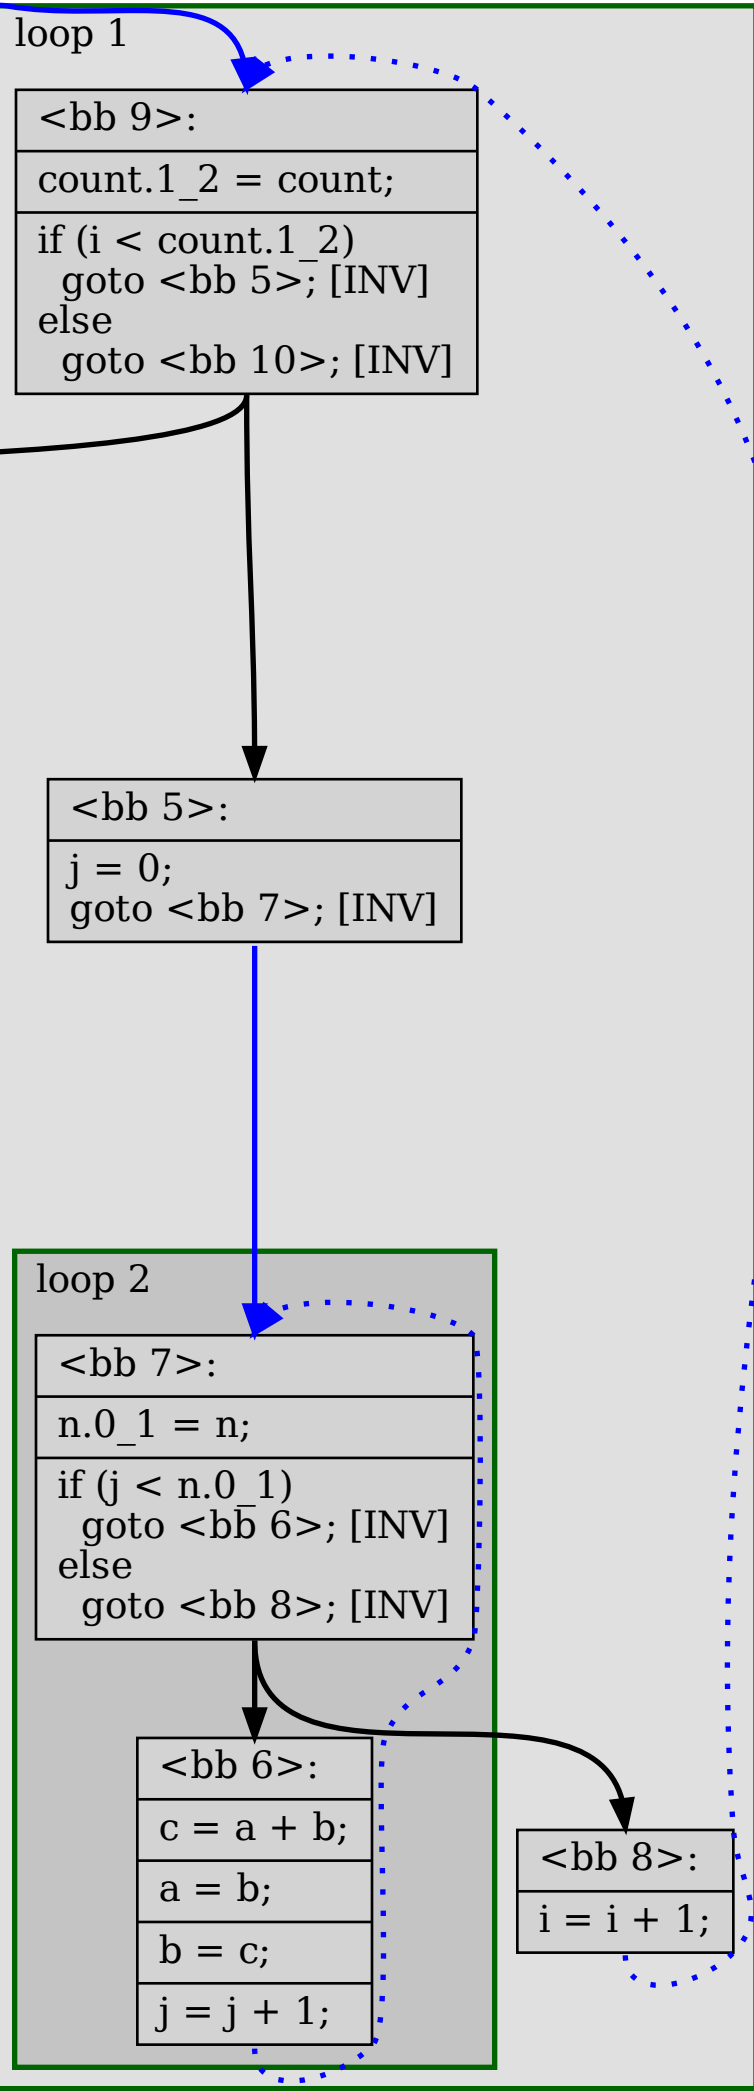 loop 1
<bb 9>:
count.1_2 = count;
if (i < count.1_2)
goto <bb 5>; [INV]
else
goto <bb 10>; [INV]
<bb 5>:
j = 0;
goto <bb 7>; [INV]
loop 2
<bb 7>:
n.0_1 = n;
if (j < n.0_1)
goto <bb 6>; [INV]
else
goto <bb 8>; [INV]
<bb 6>:
c = a + b;
a = b;
b = c;
j = j + 1;
<bb 8>:
i = i + 1;